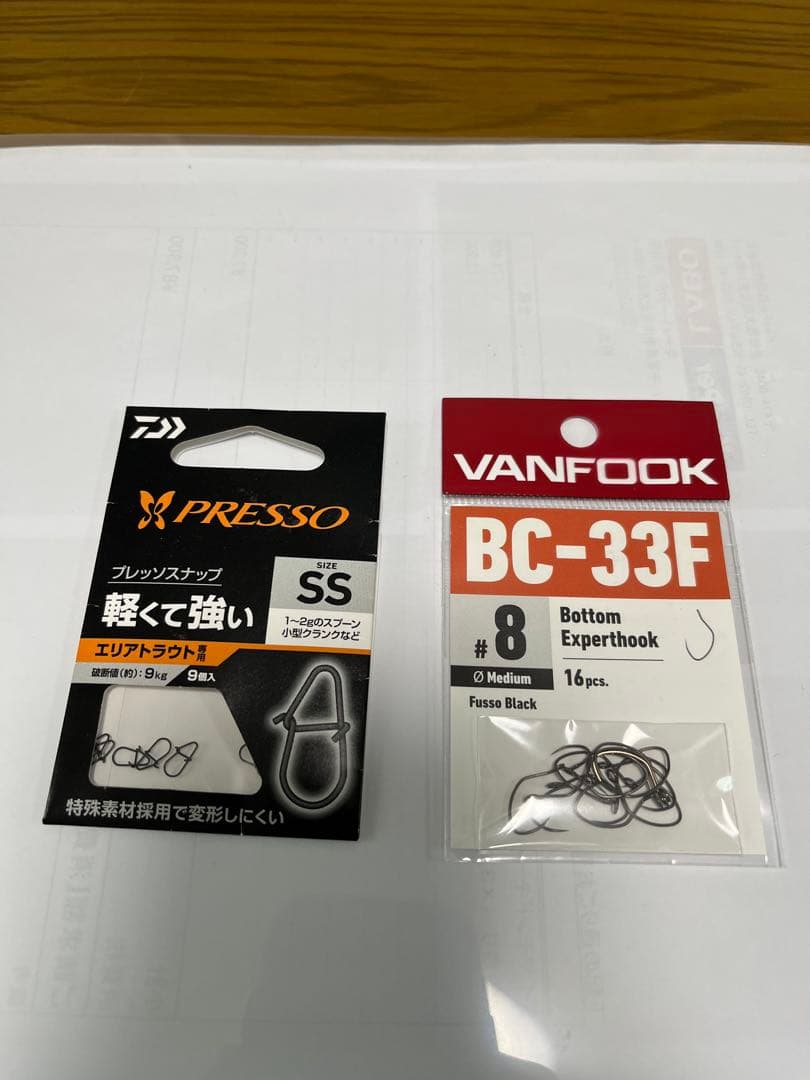 PRESSO
プレッソスナップ
軽くて強い
SIZE
SS
1~2gのスプーン
小型クランクなど
エリアトラウト専用
破断値(約):9kg 9個入
特殊素材採用で変形しにくい
VANFOOK
BC-33F
#8
Ø Medium
Bottom
Experthook
16pcs.
Fusso Black